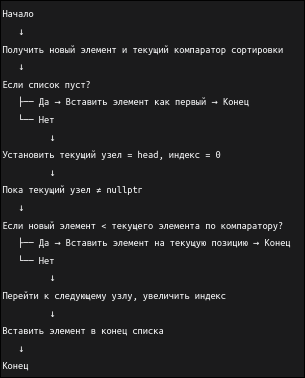 Начало
↓
Получить новый элемент и текущий компаратор сортировки
↓
Если список пуст?
├── Да → Вставить элемент как первый → Конец
└── Нет
↓
Установить текущий узел = head, индекс = 0
↓
Пока текущий узел ≠ nullptr
↓
Если новый элемент < текущего элемента по компаратору?
├── Да → Вставить элемент на текущую позицию → Конец
└── Нет
↓
Перейти к следующему узлу, увеличить индекс
↓
Вставить элемент в конец списка
↓
Конец